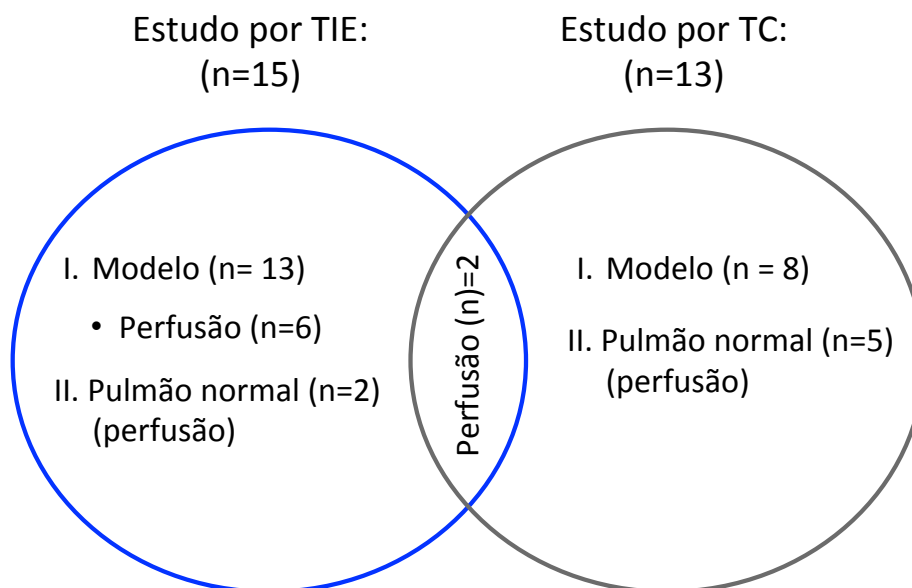 Estudo por TIE:
(n=15)
Estudo por TC:
(n=13)
I. Modelo (n= 13)
• Perfusão (n=6)
II. Pulmão normal (n=2)
(perfusão)
Perfusão (n)=2
I. Modelo (n = 8)
II. Pulmão normal (n=5)
(perfusão)